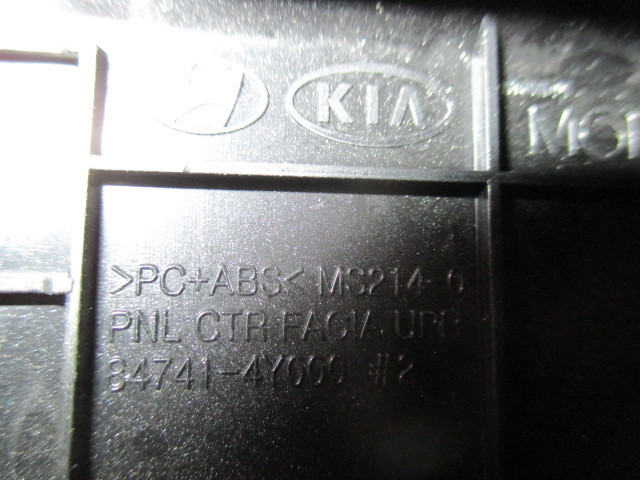 KIA
>PC+ABS< MS214-0
PNL CTR FACIA UPR
84741-4Y000 #2